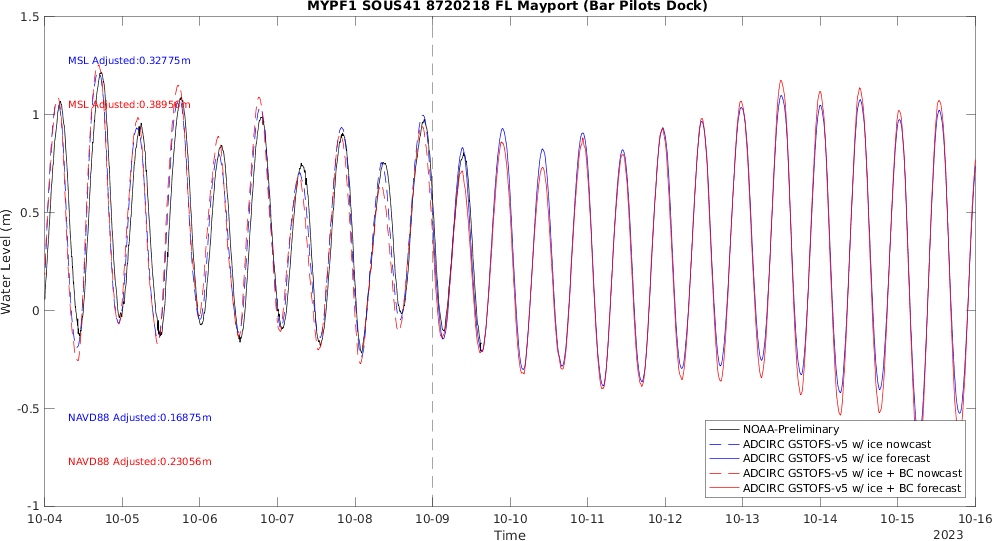 MYPF1 SOUS41 8720218 FL Mayport (Bar Pilots Dock)
1.5
1
0.5
0
-0.5
-1
Water Level (m)
MSL Adjusted:0.32775m
MSL Adjusted:0.38956m
NAVD88 Adjusted:0.16875m
NAVD88 Adjusted:0.23056m
NOAA-Preliminary
ADCIRC GSTOFS-v5 w/ ice nowcast
ADCIRC GSTOFS-v5 w/ ice forecast
ADCIRC GSTOFS-v5 w/ ice + BC nowcast
ADCIRC GSTOFS-v5 w/ ice + BC forecast
10-04 10-05 10-06 10-07 10-08 10-09 10-10 10-11 10-12 10-13 10-14 10-15 10-16
Time
2023